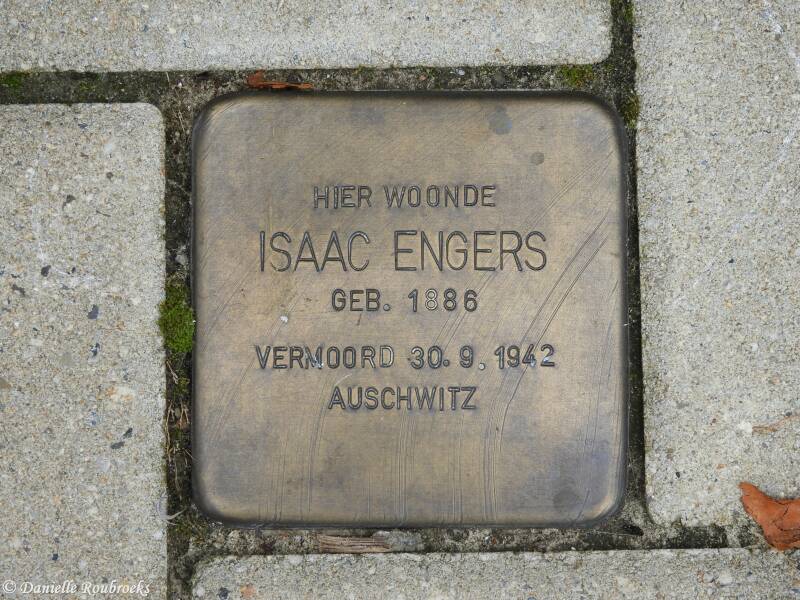 HIER WOONDE
ISAAC ENGERS
GEB. 1886
VERMOORD 30.9.1942
AUSCHWITZ
© Danielle Roubroeks